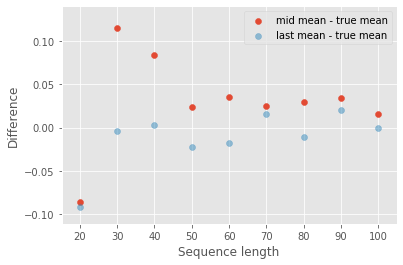 mid mean - true mean
last mean - true mean
Difference
0.10
0.05
0.00
−0.05
−0.10
20 30 40 50 60 70 80 90 100
Sequence length